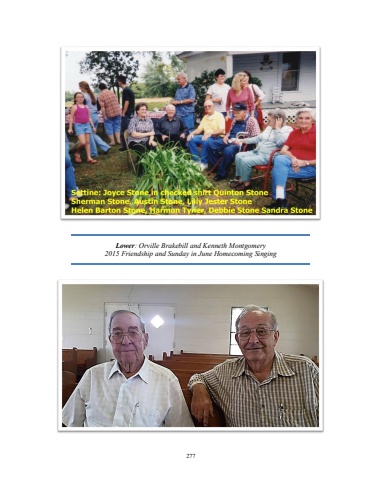 Setting: Joyce Stone in checked shirt Quinton Stone
Sherman Stone, Austin Stone, Lilly Jester Stone
Helen Barton Stone, Harmon Tyner, Debbie Stone Sandra Stone
Lower: Orville Brakebill and Kenneth Montgomery
2015 Friendship and Sunday in June Homecoming Singing
277